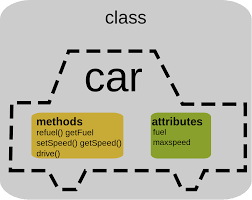 class
car
methods
refuel() getFuel
setSpeed() getSpeed()
drive()
attributes
fuel
maxspeed